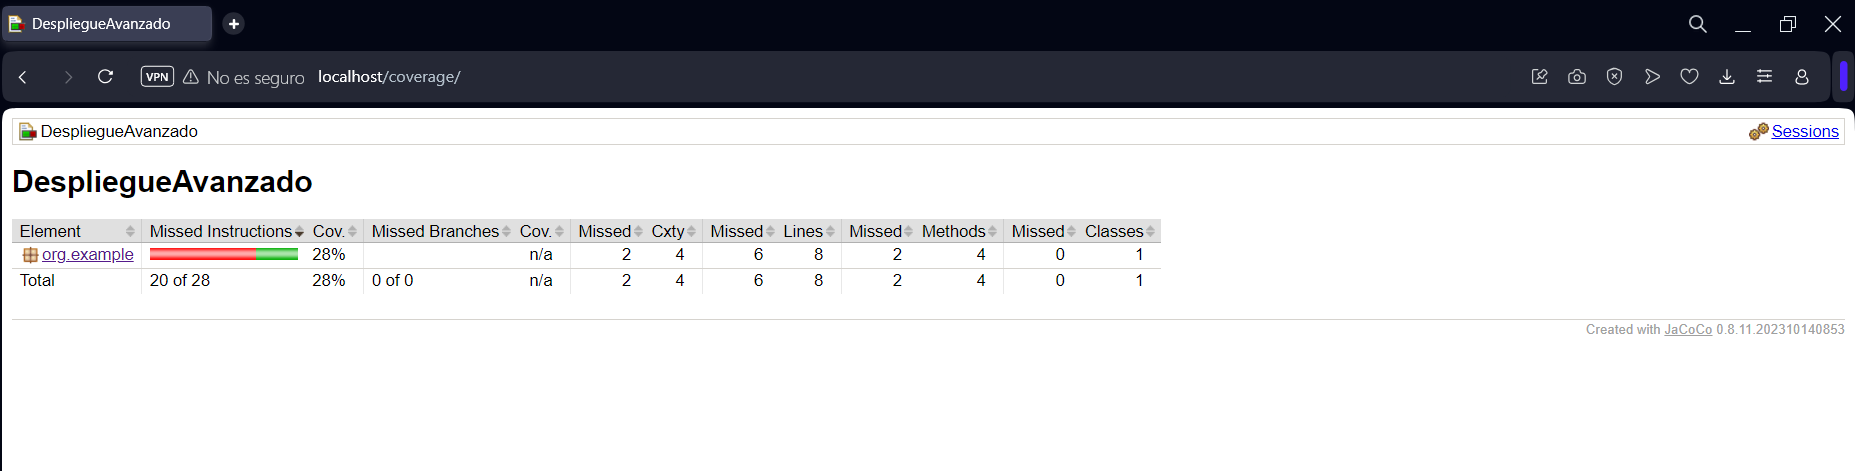 DespliegueAvanzado
VPN No es seguro localhost/coverage/
DespliegueAvanzado Sessions
DespliegueAvanzado
Element Missed Instructions Cov. Missed Branches Cov. Missed Cxty Missed Lines Missed Methods Missed Classes
org.example 28% n/a 2 4 6 8 2 4 0 1
Total 20 of 28 28% 0 of 0 n/a 2 4 6 8 2 4 0 1
Created with JaCoCo 0.8.11.202310140853